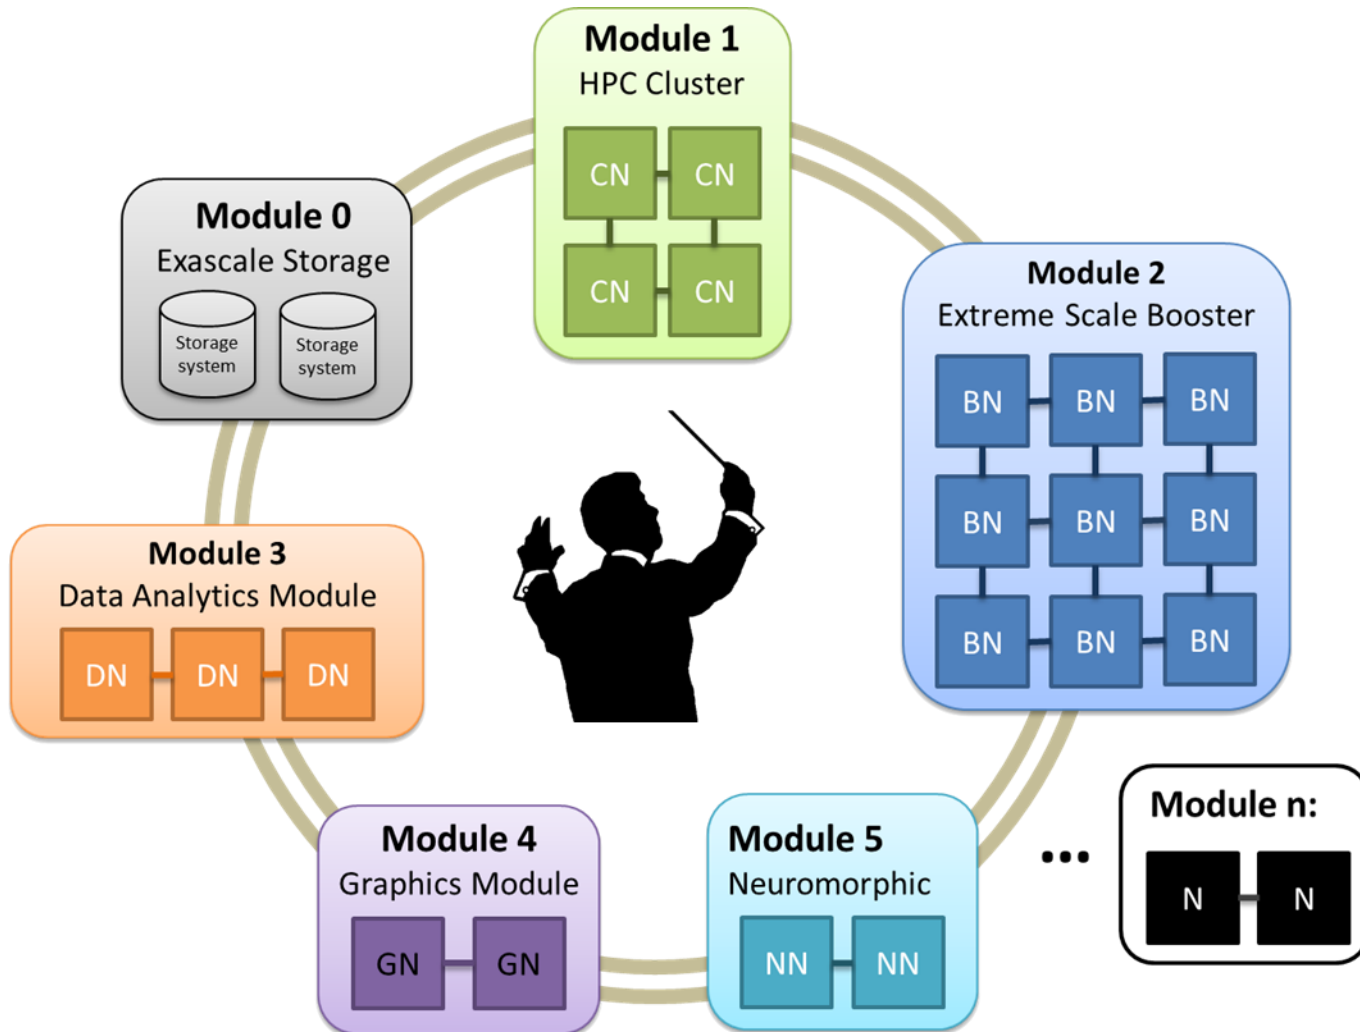 Module 1
HPC Cluster
CN CN
CN CN
Module 0
Exascale Storage
Storage system
Storage system
Module 2
Extreme Scale Booster
BN BN BN
BN BN BN
BN BN BN
Module 3
Data Analytics Module
DN DN DN
Module 4
Graphics Module
GN GN
Module 5
Neuromorphic
NN NN
...
Module n:
N N